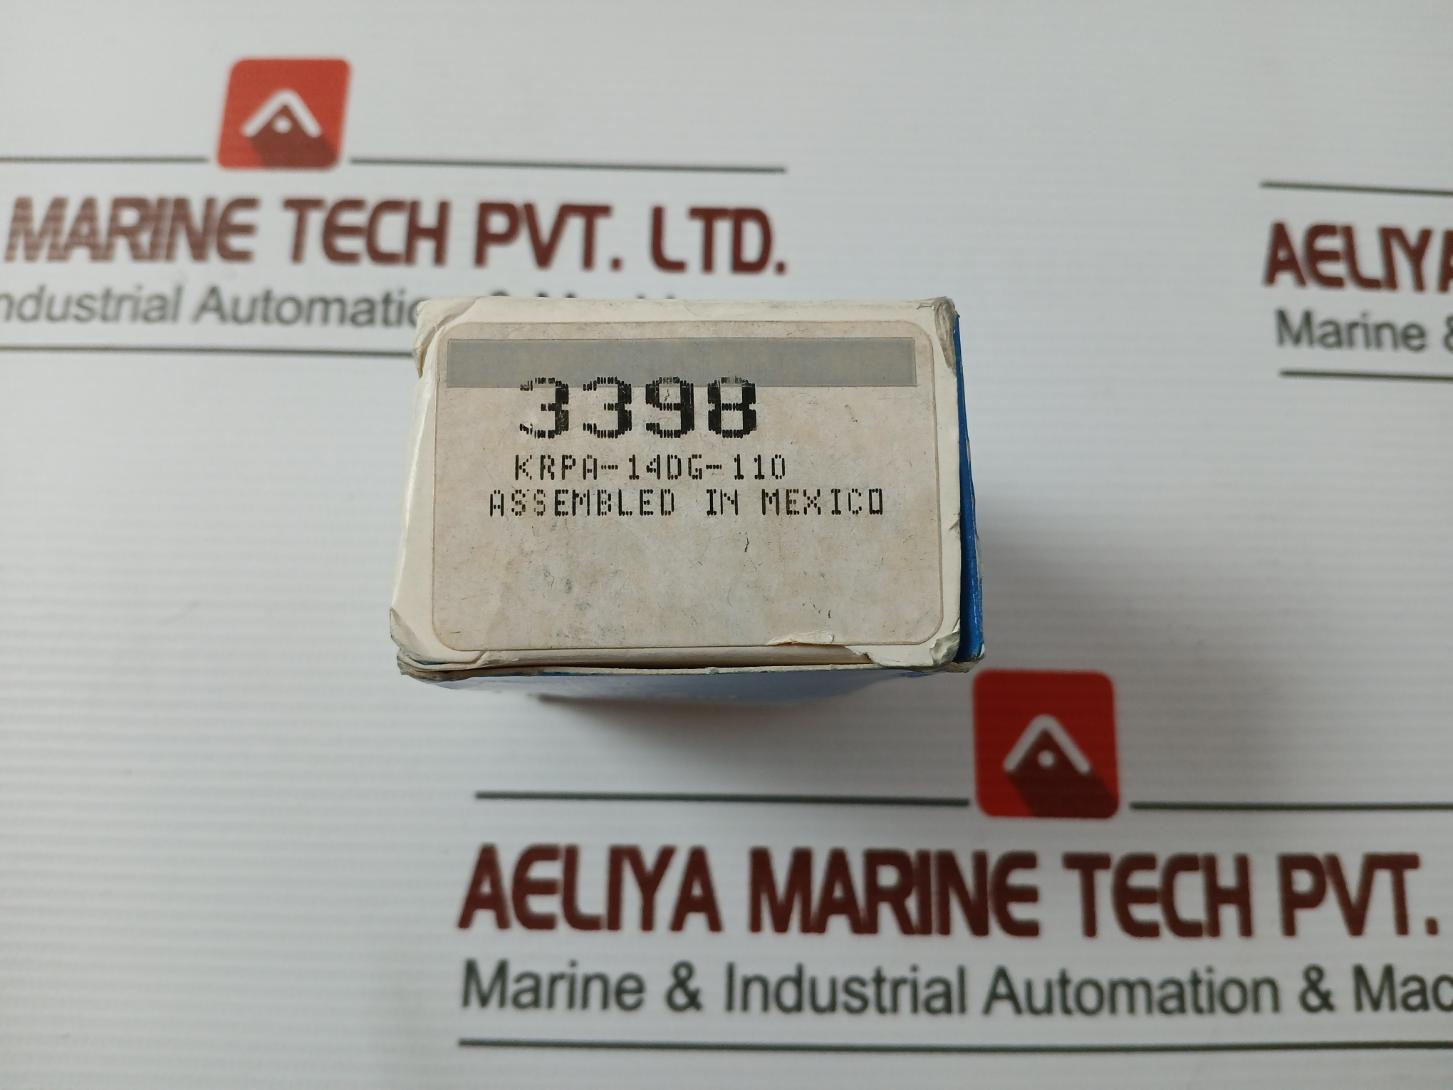 MARINE TECH PVT. LTD.
Industrial Automatic
AELIYA
Marine &
3398
KRPA-14DG-110
ASSEMBLED IN MEXICO
AELIYA MARINE TECH PVT.
Marine & Industrial Automation & Mac